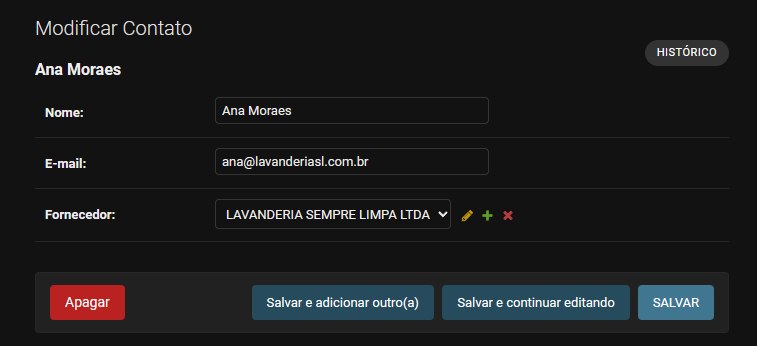 Modificar Contato
HISTÓRICO
Ana Moraes
Nome: Ana Moraes
E-mail: ana@lavanderiasl.com.br
Fornecedor: LAVANDERIA SEMPRE LIMPA LTDA
Apagar Salvar e adicionar outro(a) Salvar e continuar editando SALVAR